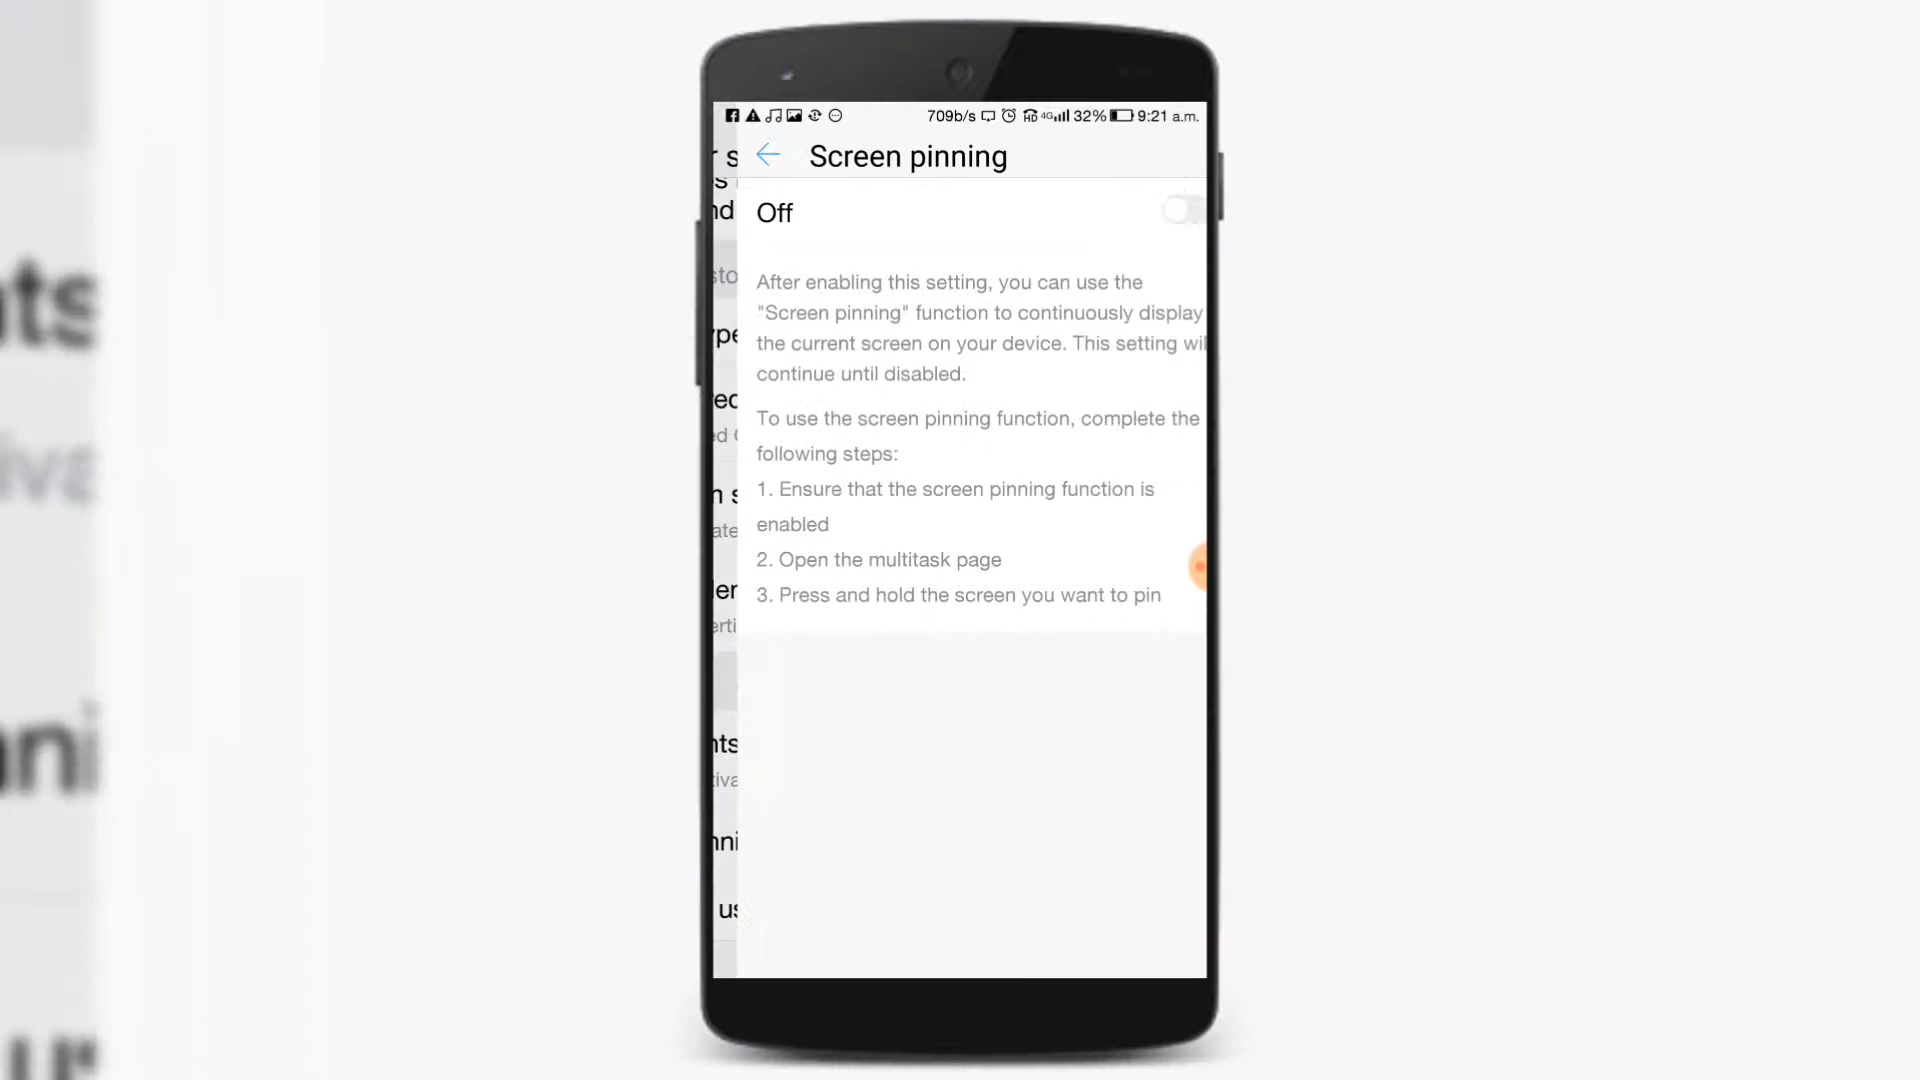 709b/s HD 4G 32% 9:21 a.m.
Screen pinning
Off
After enabling this setting, you can use the
"Screen pinning" function to continuously display
the current screen on your device. This setting wil
continue until disabled.
To use the screen pinning function, complete the
following steps:
1. Ensure that the screen pinning function is
enabled
2. Open the multitask page
3. Press and hold the screen you want to pin